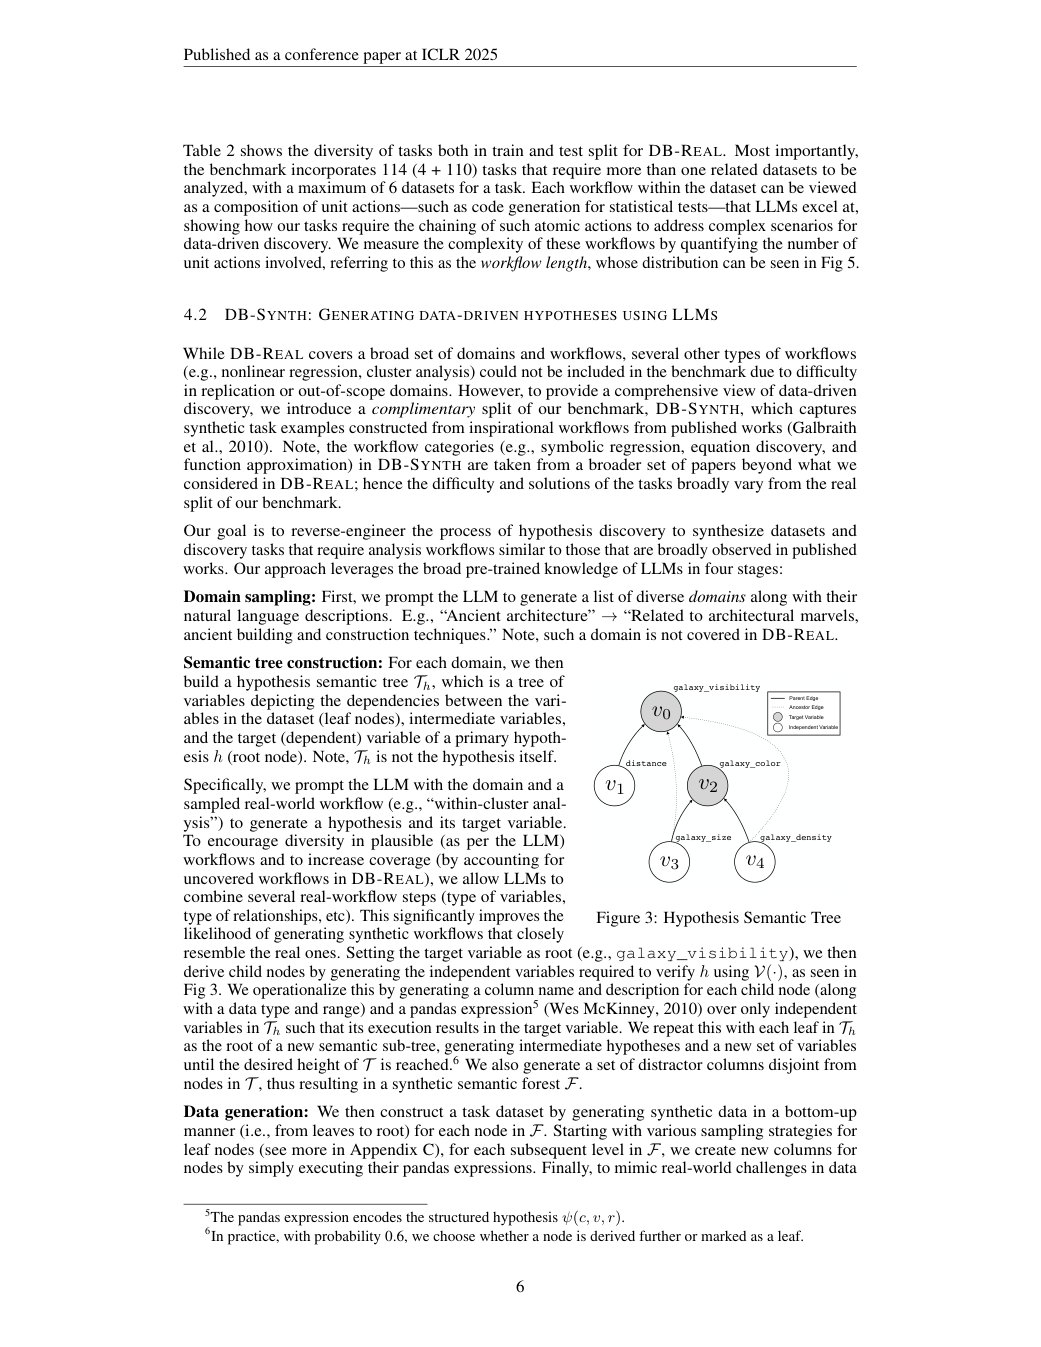 Published as a conference paper at ICLR 2025
Table 2 shows the diversity of tasks both in train and test split for DB-REAL. Most importantly,
the benchmark incorporates 114 (4 + 110) tasks that require more than one related datasets to be
analyzed, with a maximum of 6 datasets for a task. Each workflow within the dataset can be viewed
as a composition of unit actions—such as code generation for statistical tests—that LLMs excel at,
showing how our tasks require the chaining of such atomic actions to address complex scenarios for
data-driven discovery. We measure the complexity of these workflows by quantifying the number of
unit actions involved, referring to this as the workflow length, whose distribution can be seen in Fig 5.
4.2 DB-SYNTH: GENERATING DATA-DRIVEN HYPOTHESES USING LLMS
While DB-REAL covers a broad set of domains and workflows, several other types of workflows
(e.g., nonlinear regression, cluster analysis) could not be included in the benchmark due to difficulty
in replication or out-of-scope domains. However, to provide a comprehensive view of data-driven
discovery, we introduce a complimentary split of our benchmark, DB-SYNTH, which captures
synthetic task examples constructed from inspirational workflows from published works (Galbraith
et al., 2010). Note, the workflow categories (e.g., symbolic regression, equation discovery, and
function approximation) in DB-SYNTH are taken from a broader set of papers beyond what we
considered in DB-REAL; hence the difficulty and solutions of the tasks broadly vary from the real
split of our benchmark.
Our goal is to reverse-engineer the process of hypothesis discovery to synthesize datasets and
discovery tasks that require analysis workflows similar to those that are broadly observed in published
works. Our approach leverages the broad pre-trained knowledge of LLMs in four stages:
Domain sampling: First, we prompt the LLM to generate a list of diverse domains along with their
natural language descriptions. E.g., “Ancient architecture” → “Related to architectural marvels,
ancient building and construction techniques.” Note, such a domain is not covered in DB-REAL.
Semantic tree construction: For each domain, we then
build a hypothesis semantic tree 𝒯h, which is a tree of
variables depicting the dependencies between the vari-
ables in the dataset (leaf nodes), intermediate variables,
and the target (dependent) variable of a primary hypoth-
esis h (root node). Note, 𝒯h is not the hypothesis itself.
Specifically, we prompt the LLM with the domain and a
sampled real-world workflow (e.g., “within-cluster anal-
ysis”) to generate a hypothesis and its target variable.
To encourage diversity in plausible (as per the LLM)
workflows and to increase coverage (by accounting for
uncovered workflows in DB-REAL), we allow LLMs to
combine several real-workflow steps (type of variables,
type of relationships, etc). This significantly improves the
likelihood of generating synthetic workflows that closely
galaxy_visibility
v0
Parent Edge
Ancestor Edge
Target Variable
Independent Variable
distance
galaxy_color
v1
v2
galaxy_size
galaxy_density
v3
v4
Figure 3: Hypothesis Semantic Tree
resemble the real ones. Setting the target variable as root (e.g., galaxy_visibility), we then
derive child nodes by generating the independent variables required to verify h using 𝒱(·), as seen in
Fig 3. We operationalize this by generating a column name and description for each child node (along
with a data type and range) and a pandas expression⁵ (Wes McKinney, 2010) over only independent
variables in 𝒯h such that its execution results in the target variable. We repeat this with each leaf in 𝒯h
as the root of a new semantic sub-tree, generating intermediate hypotheses and a new set of variables
until the desired height of 𝒯 is reached.⁶ We also generate a set of distractor columns disjoint from
nodes in 𝒯, thus resulting in a synthetic semantic forest ℱ.
Data generation: We then construct a task dataset by generating synthetic data in a bottom-up
manner (i.e., from leaves to root) for each node in ℱ. Starting with various sampling strategies for
leaf nodes (see more in Appendix C), for each subsequent level in ℱ, we create new columns for
nodes by simply executing their pandas expressions. Finally, to mimic real-world challenges in data
⁵The pandas expression encodes the structured hypothesis ψ(c, v, r).
⁶In practice, with probability 0.6, we choose whether a node is derived further or marked as a leaf.
6